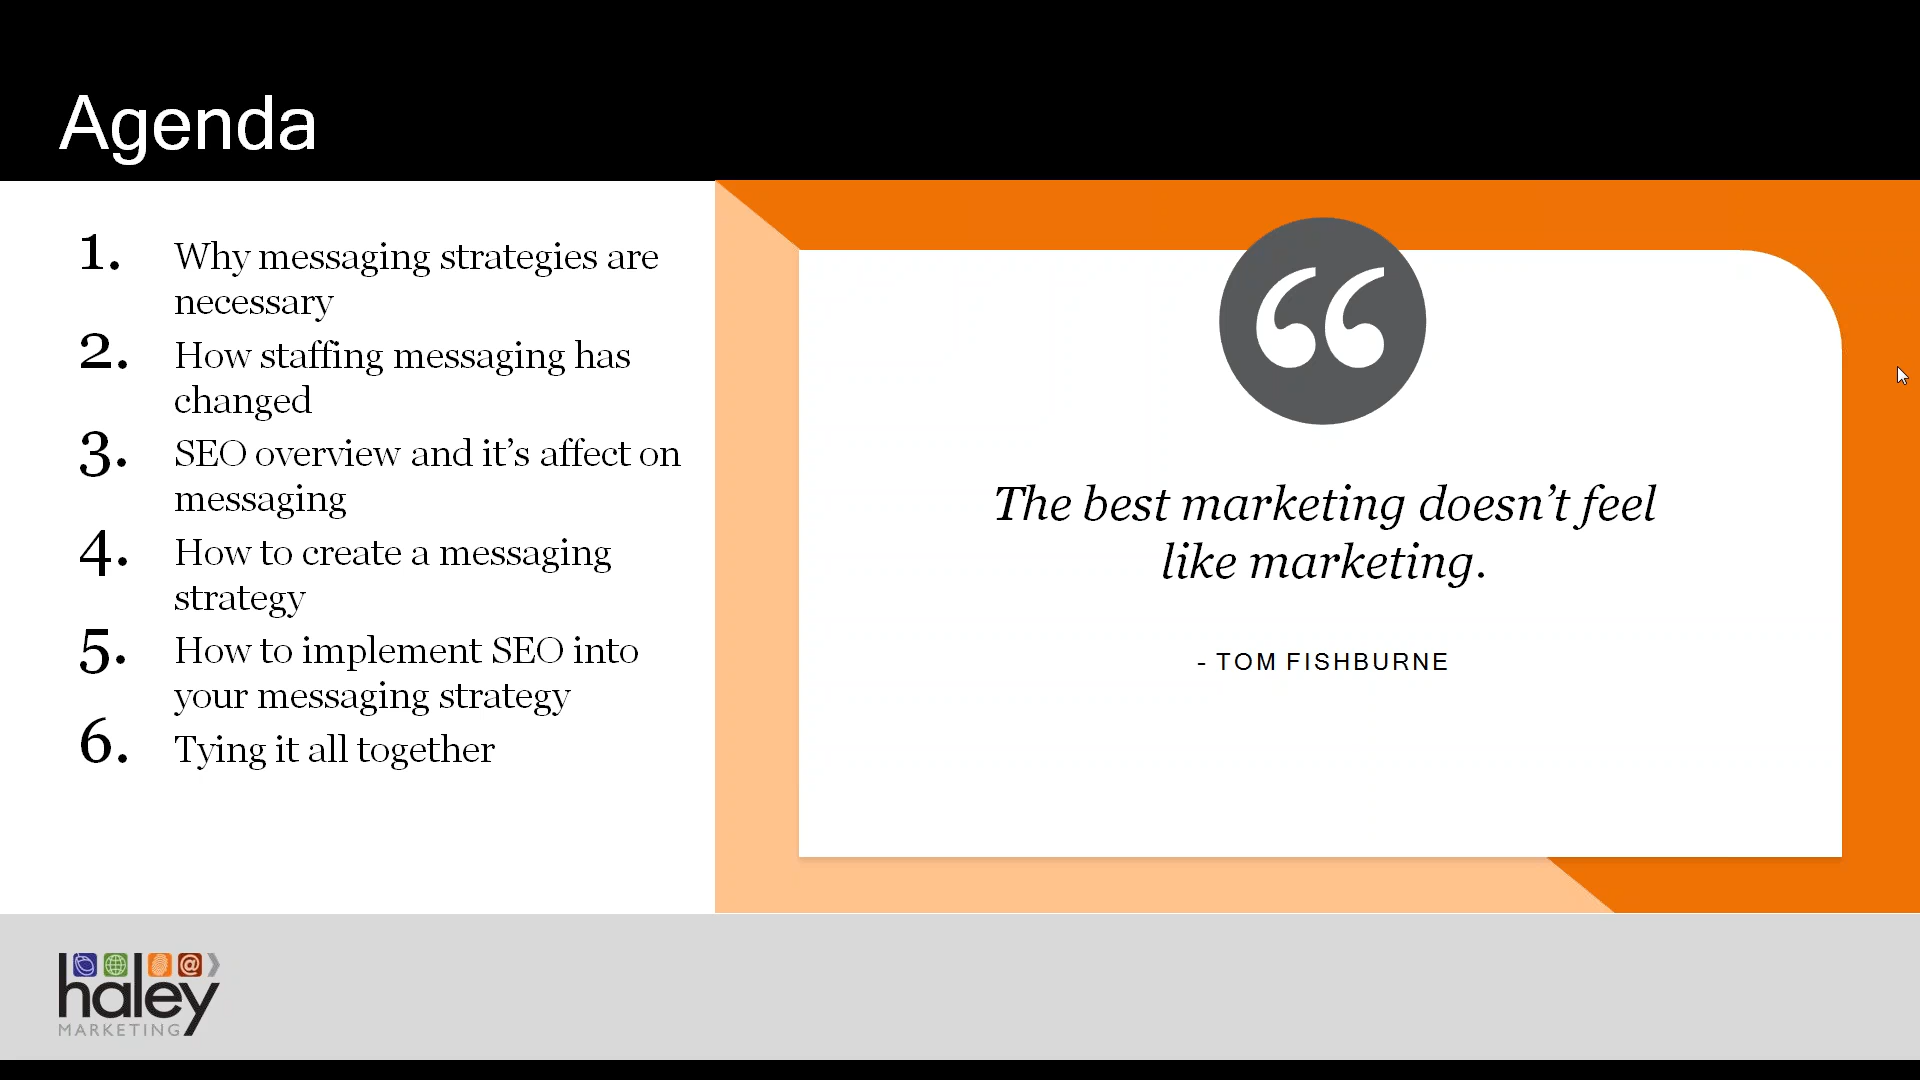 Agenda
1. Why messaging strategies are
necessary
2. How staffing messaging has
changed
3. SEO overview and it’s affect on
messaging
4. How to create a messaging
strategy
5. How to implement SEO into
your messaging strategy
6. Tying it all together
“
The best marketing doesn’t feel
like marketing.
- TOM FISHBURNE
haley
MARKETING